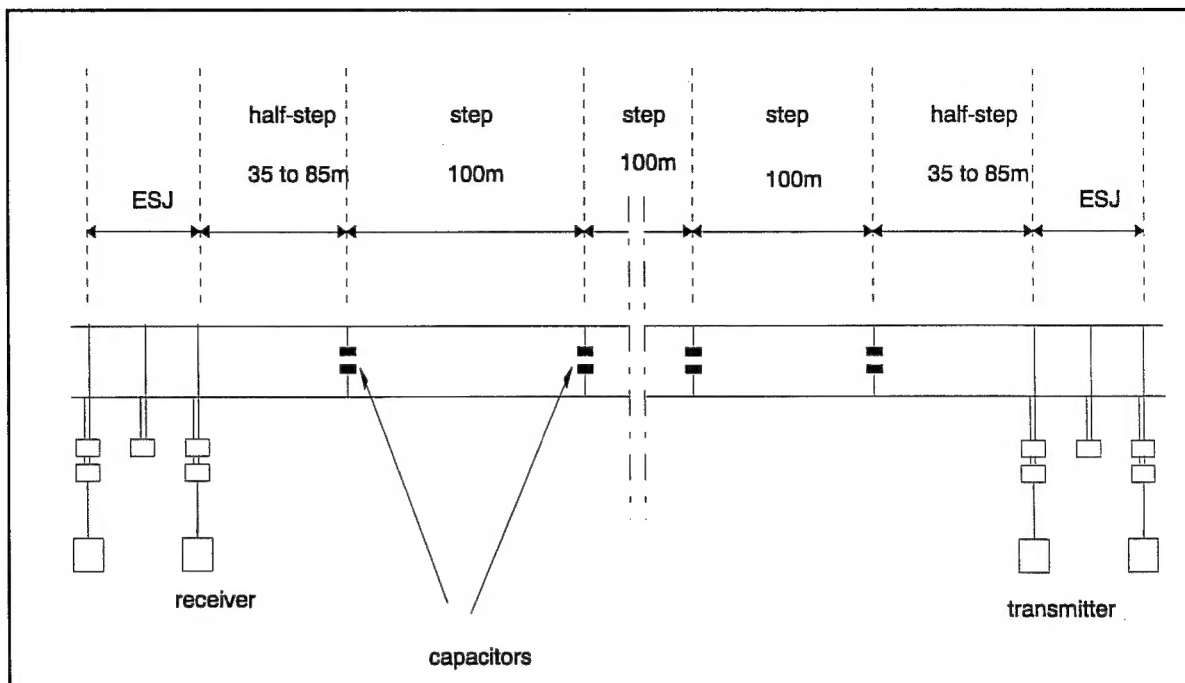 half-step step step step half-step
35 to 85m 100m 100m 100m 35 to 85m
ESJ ESJ
receiver transmitter
capacitors